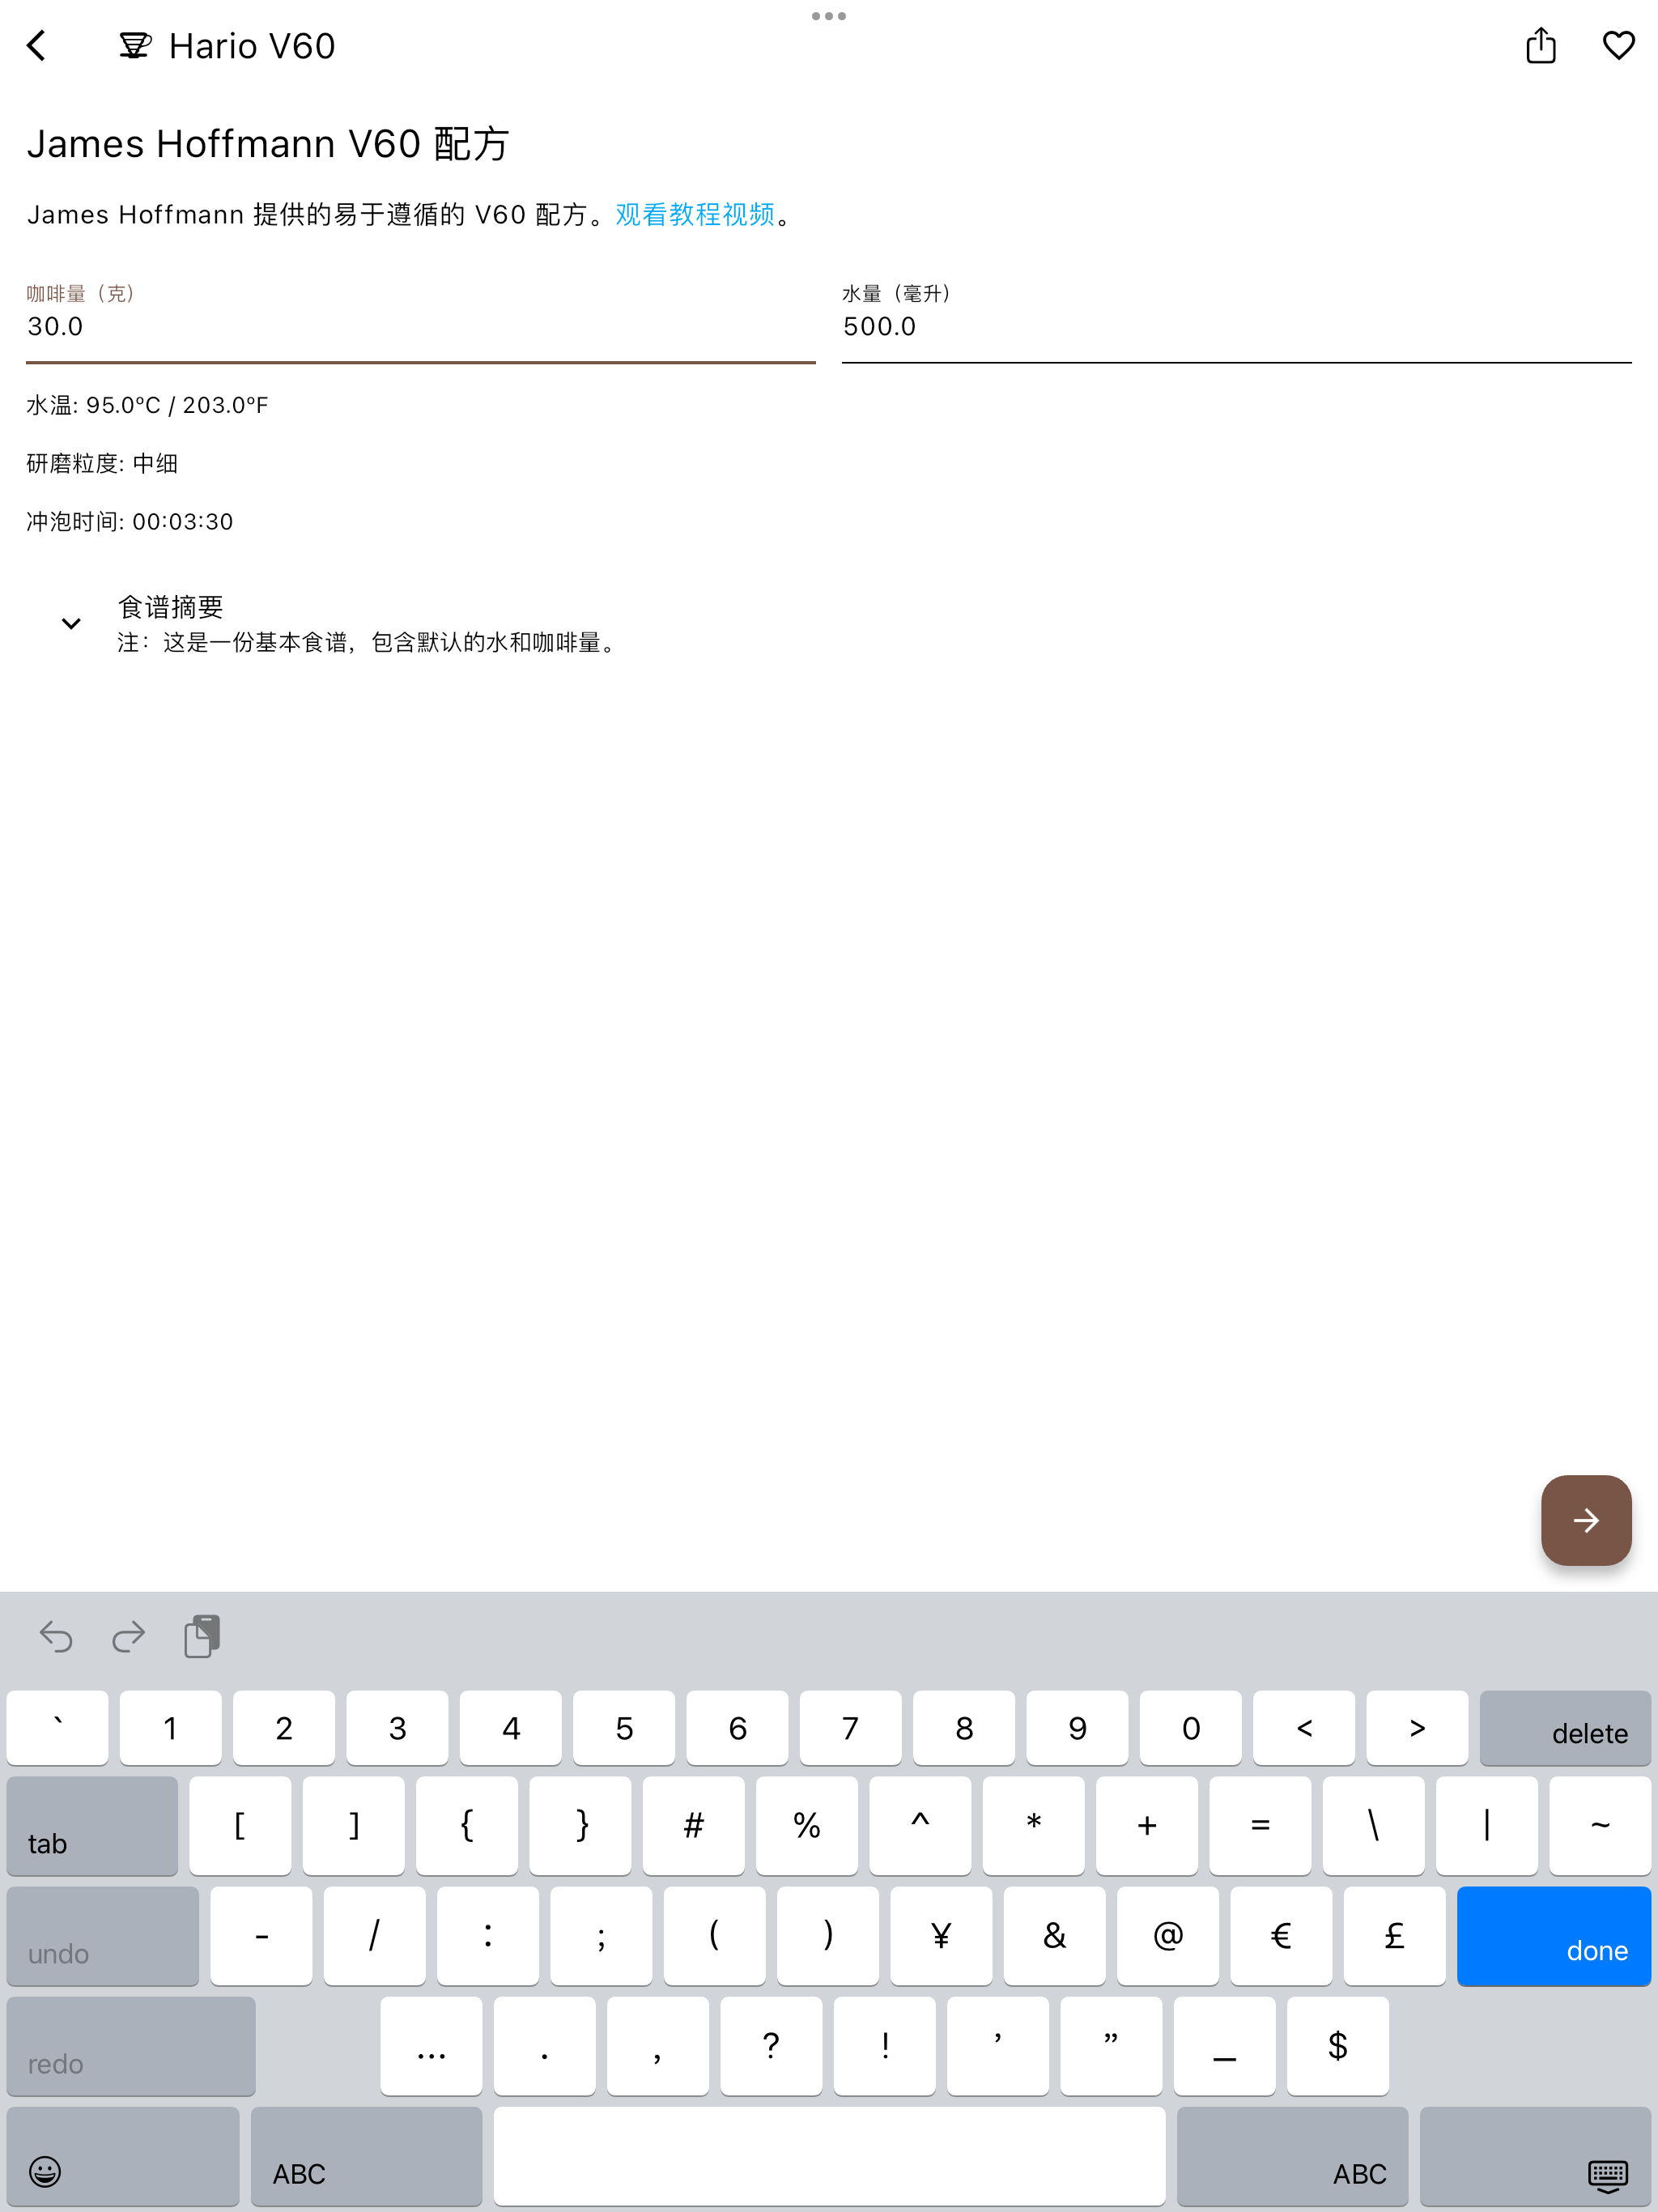 Hario V60
James Hoffmann V60 配方
James Hoffmann 提供的易于遵循的 V60 配方。观看教程视频。
咖啡量（克）
30.0
水量（毫升）
500.0
水温: 95.0ºC / 203.0ºF
研磨粒度: 中细
冲泡时间: 00:03:30
食谱摘要
注：这是一份基本食谱，包含默认的水和咖啡量。
` 1 2 3 4 5 6 7 8 9 0 < > delete
tab [ ] { } # % ^ * + = \ | ~
undo - / : ; ( ) ¥ & @ € £ done
redo … . , ? ! ’ ” _ $
ABC ABC